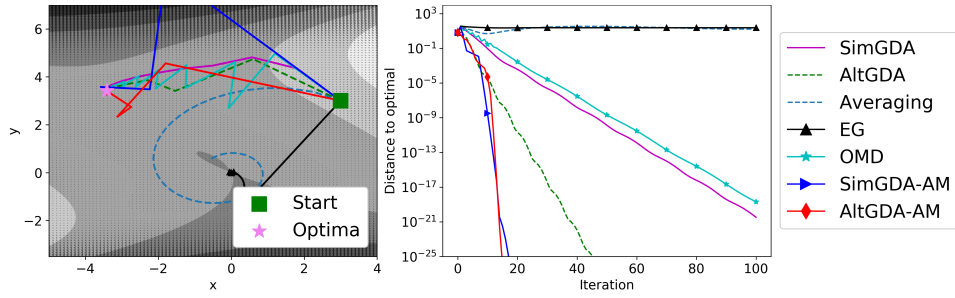 6
4
2
0
−2
y
−4
−2
0
2
4
x
Start
Optima
10³
10⁻¹
10⁻⁵
10⁻⁹
10⁻¹³
10⁻¹⁷
10⁻²¹
10⁻²⁵
Distance to optimal
0
20
40
60
80
100
Iteration
SimGDA
AltGDA
Averaging
EG
OMD
SimGDA-AM
AltGDA-AM